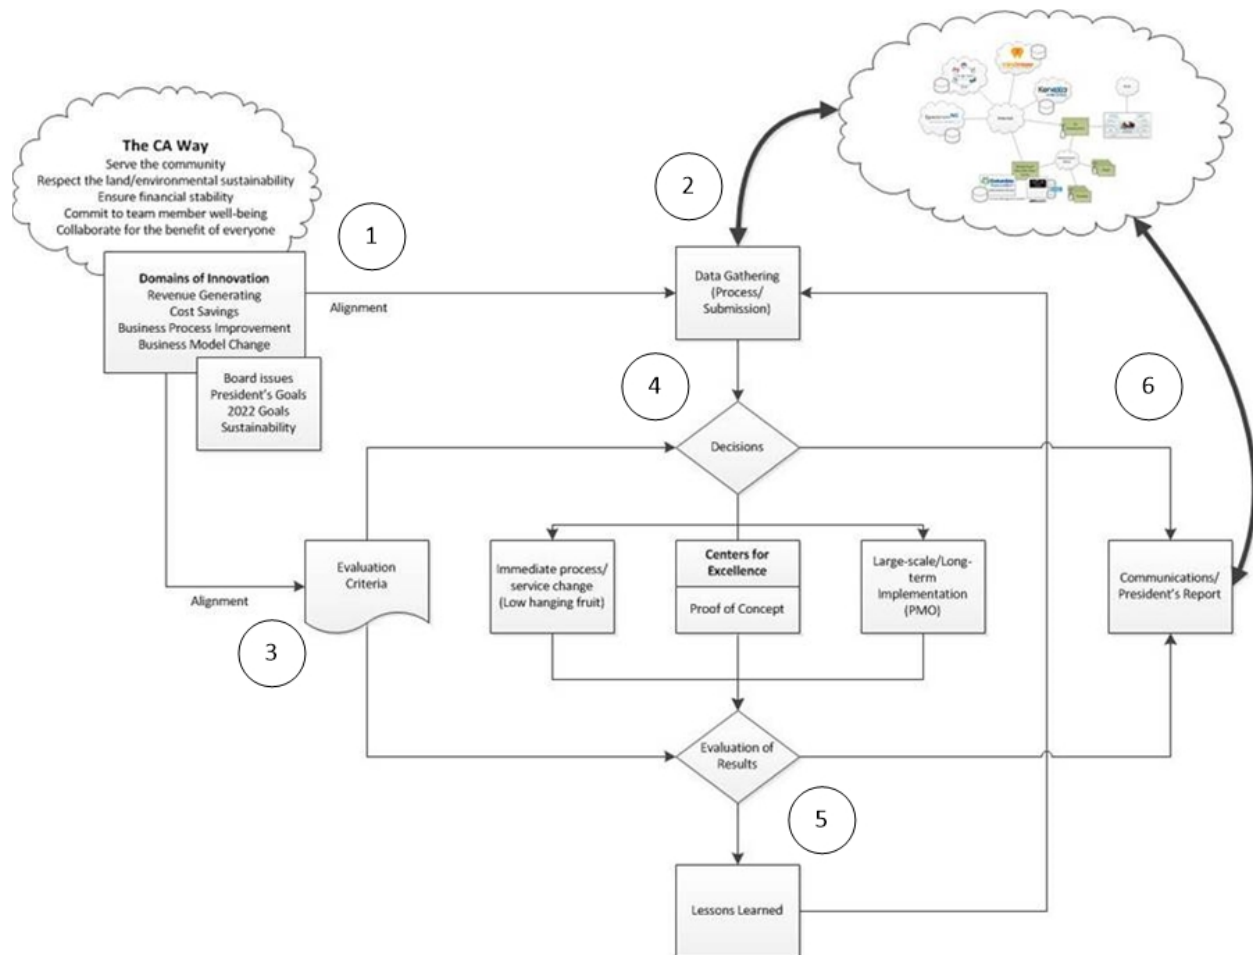 The CA Way
Serve the community
Respect the land/environmental sustainability
Ensure financial stability
Commit to team member well-being
Collaborate for the benefit of everyone
1
Domains of Innovation
Revenue Generating
Cost Savings
Business Process Improvement
Business Model Change
Board issues
President's Goals
2022 Goals
Sustainability
Alignment
2
Data Gathering
(Process/
Submission)
4
Decisions
6
Alignment
3
Evaluation
Criteria
Immediate process/
service change
(Low hanging fruit)
Centers for
Excellence
Proof of Concept
Large-scale/Long-
term
Implementation
(PMO)
Communications/
President's Report
Evaluation of
Results
5
Lessons Learned